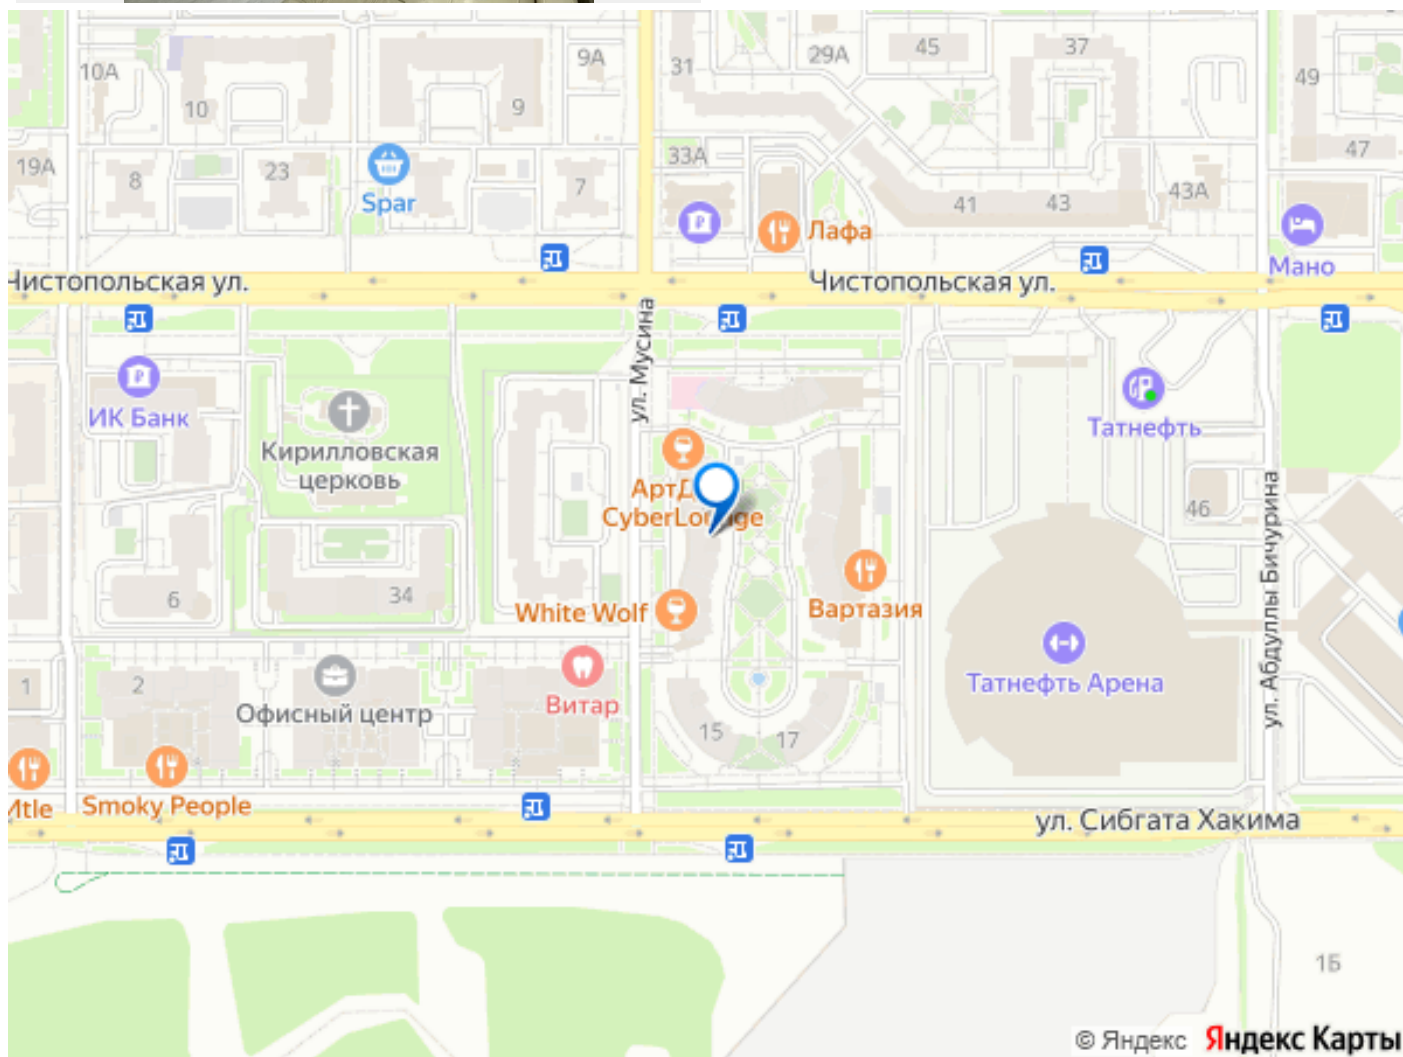 10А
9А
31
29А
45
37
49
10
9
33А
47
19А
8
23
Spar
7
Лафа
41
43
43А
Мано
Чистопольская ул.
Чистопольская ул.
ул. Мусина
ИК Банк
Кирилловская
церковь
Татнефть
46
CyberLounge
ул. Абдуллы Бичурина
6
34
White Wolf
Вартазия
Татнефть Арена
1
2
Офисный центр
Витар
15
17
Smoky People
ул. Сибгата Хакима
1Б
© Яндекс Яндекс Карты